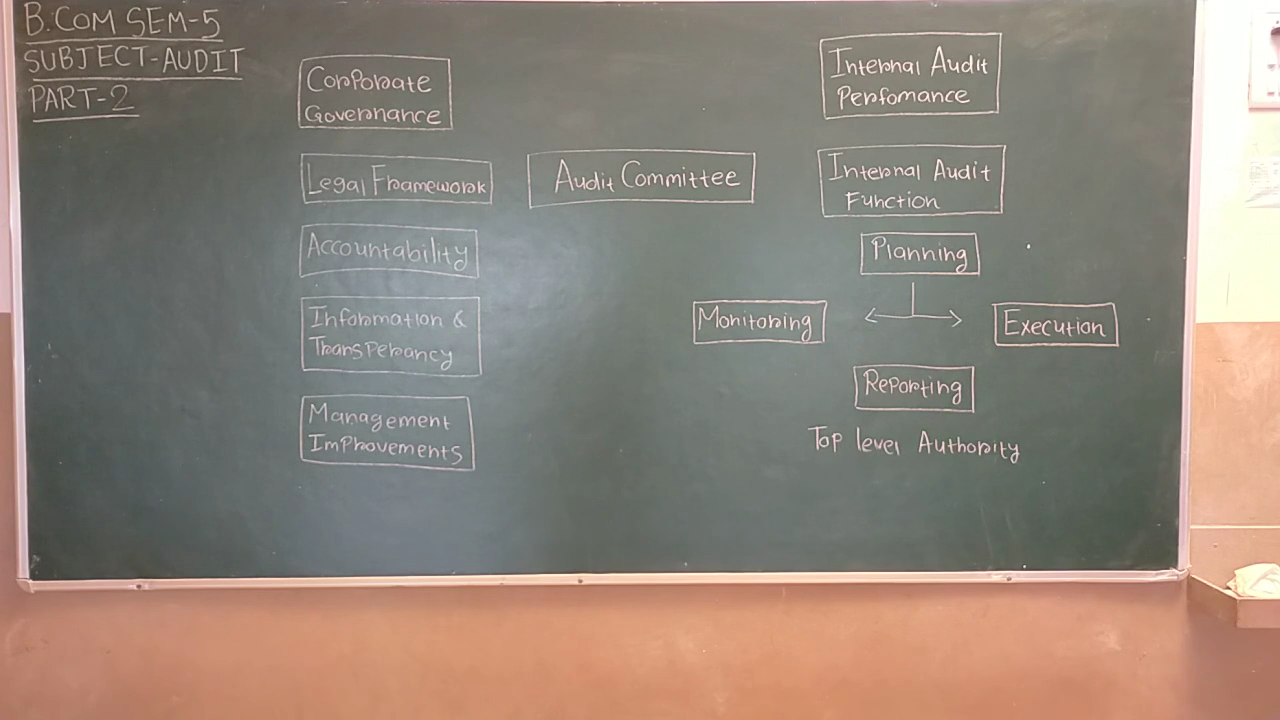 B.COM SEM-5
SUBJECT-AUDIT
PART-2
Corporate
Governance
Legal Framework
Accountability
Information &
Transperancy
Management
Improvements
Audit Committee
Internal Audit
Perfomance
Internal Audit
Function
Planning
Monitoring
Execution
Reporting
Top level Authority